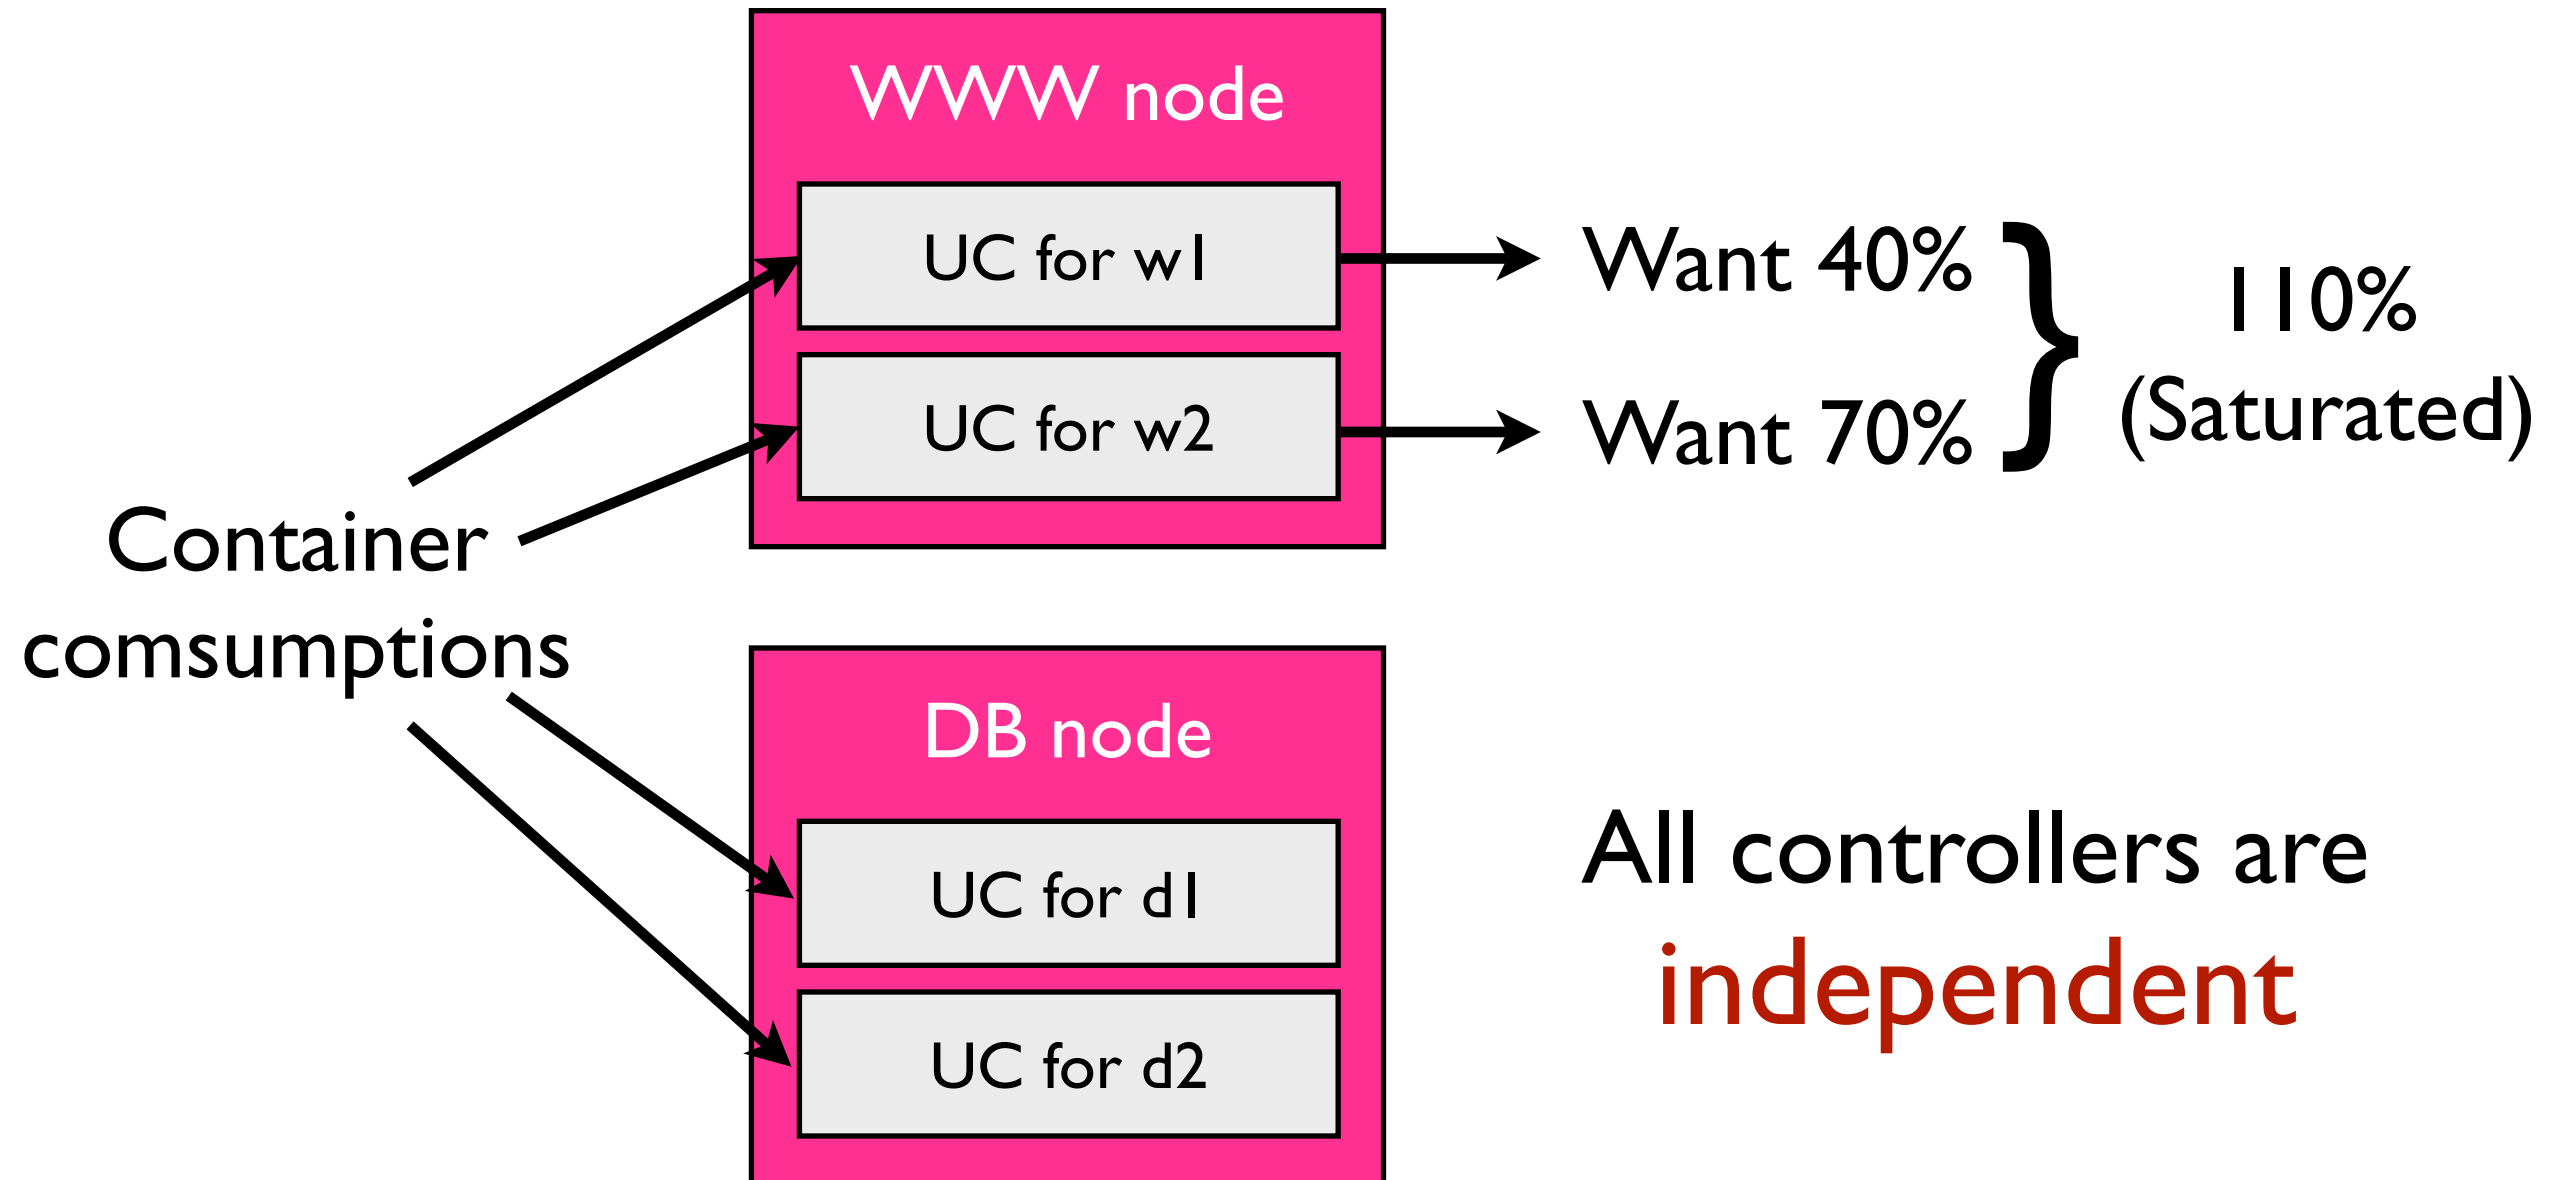 WWW node
UC for w1
Want 40%
UC for w2
Want 70%
}
110%
(Saturated)
Container
comsumptions
DB node
UC for d1
UC for d2
All controllers are
independent